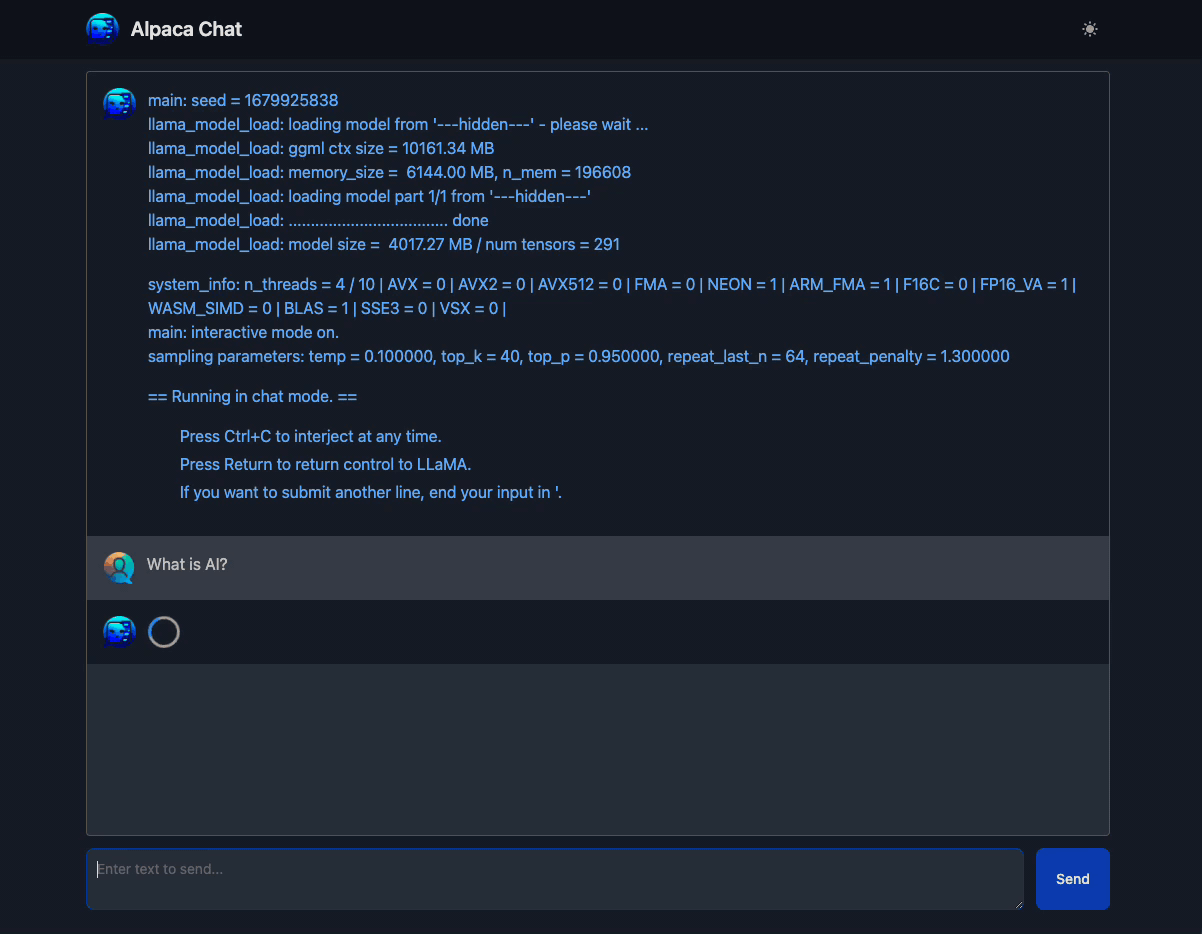 Alpaca Chat
main: seed = 1679925838
llama_model_load: loading model from '---hidden---' - please wait ...
llama_model_load: ggml ctx size = 10161.34 MB
llama_model_load: memory_size =  6144.00 MB, n_mem = 196608
llama_model_load: loading model part 1/1 from '---hidden---'
llama_model_load: .................................... done
llama_model_load: model size =  4017.27 MB / num tensors = 291
system_info: n_threads = 4 / 10 | AVX = 0 | AVX2 = 0 | AVX512 = 0 | FMA = 0 | NEON = 1 | ARM_FMA = 1 | F16C = 0 | FP16_VA = 1 |
WASM_SIMD = 0 | BLAS = 1 | SSE3 = 0 | VSX = 0 |
main: interactive mode on.
sampling parameters: temp = 0.100000, top_k = 40, top_p = 0.950000, repeat_last_n = 64, repeat_penalty = 1.300000
== Running in chat mode. ==
Press Ctrl+C to interject at any time.
Press Return to return control to LLaMA.
If you want to submit another line, end your input in '.
What is AI?
Enter text to send...
Send